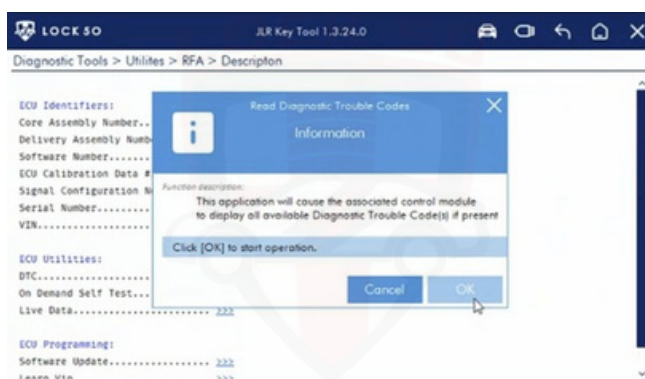 LOCK 50
JLR Key Tool 1.3.24.0
Diagnostic Tools > Utilites > RFA > Descripton
ECU Identifiers:
Core Assembly Number..
Delivery Assembly Numb
Software Number.......
ECU Calibration Data #
Signal Configuration N
Serial Number.........
VIN...................
ECU Utilities:
DTC...................
On Demand Self Test...
Live Data....................... >>>
ECU Programming:
Software Update................. >>>
Learn Vin >>>
Read Diagnostic Trouble Codes
Information
Function description:
This application will cause the associated control module
to display all available Diagnostic Trouble Code(s) if present
Click [OK] to start operation.
Cancel
OK